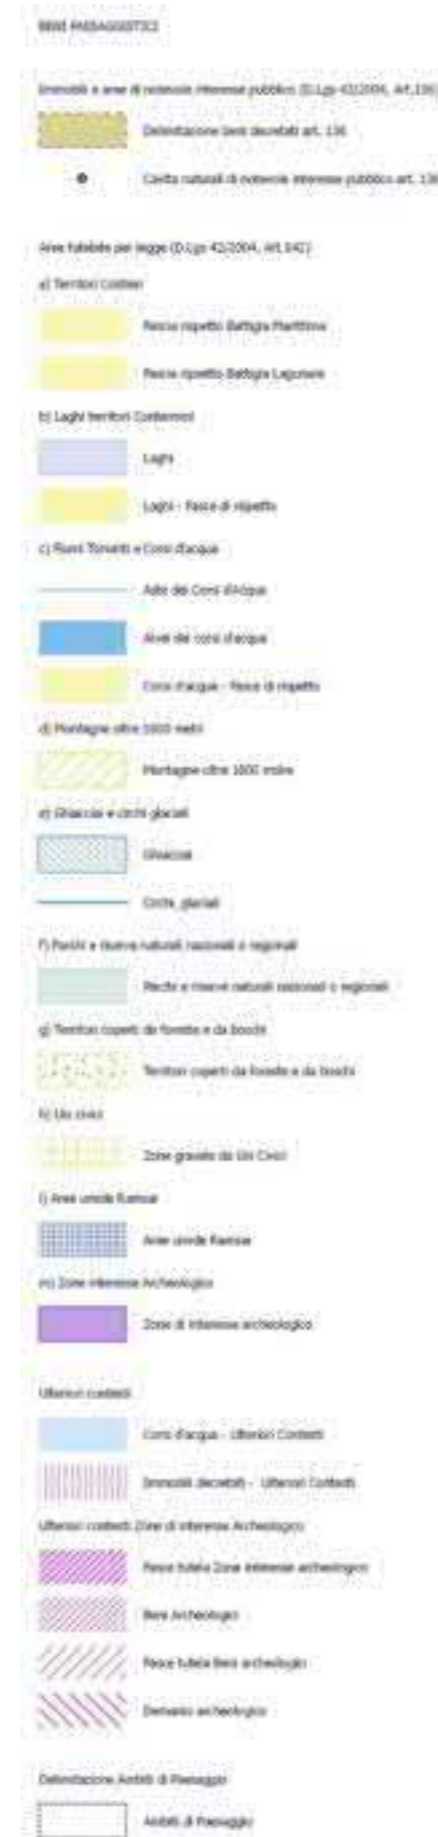 BENI PAESAGGISTICI
Immobili e aree di notevole interesse pubblico (D.Lgs 42/2004, Art.136)
Delimitazione beni decretati art. 136
Cavità naturali di notevole interesse pubblico art. 136
Aree tutelate per legge (D.Lgs 42/2004, Art.142)
a) Territori Costieri
Fascia rispetto Battigia Marittima
Fascia rispetto Battigia Lagunare
b) Laghi territori Contermini
Laghi
Laghi - Fasce di rispetto
c) Fiumi Torrenti e Corsi d'acqua
Aste dei Corsi d'Acqua
Alvei dei corsi d'acqua
Corsi d'acqua - Fasce di rispetto
d) Montagne oltre 1600 metri
Montagne oltre 1600 metri
e) Ghiacciai e circhi glaciali
Ghiacciai
Circhi_glaciali
f) Parchi e riserve naturali nazionali o regionali
Parchi e riserve naturali nazionali o regionali
g) Territori coperti da foreste e da boschi
Territori coperti da foreste e da boschi
h) Usi civici
Zone gravate da Usi Civici
i) Aree umide Ramsar
Aree umide Ramsar
m) Zone interesse Archeologico
Zone di interesse archeologico
Ulteriori contesti
Corsi d'acqua - Ulteriori Contesti
Immobili decretati - Ulteriori Contesti
Ulteriori contesti Zone di interesse Archeologico
Fasce tutela Zone interesse archeologico
Beni Archeologici
Fasce tutela Beni archeologici
Demanio archeologico
Delimitazione Ambiti di Paesaggio
Ambiti di Paesaggio